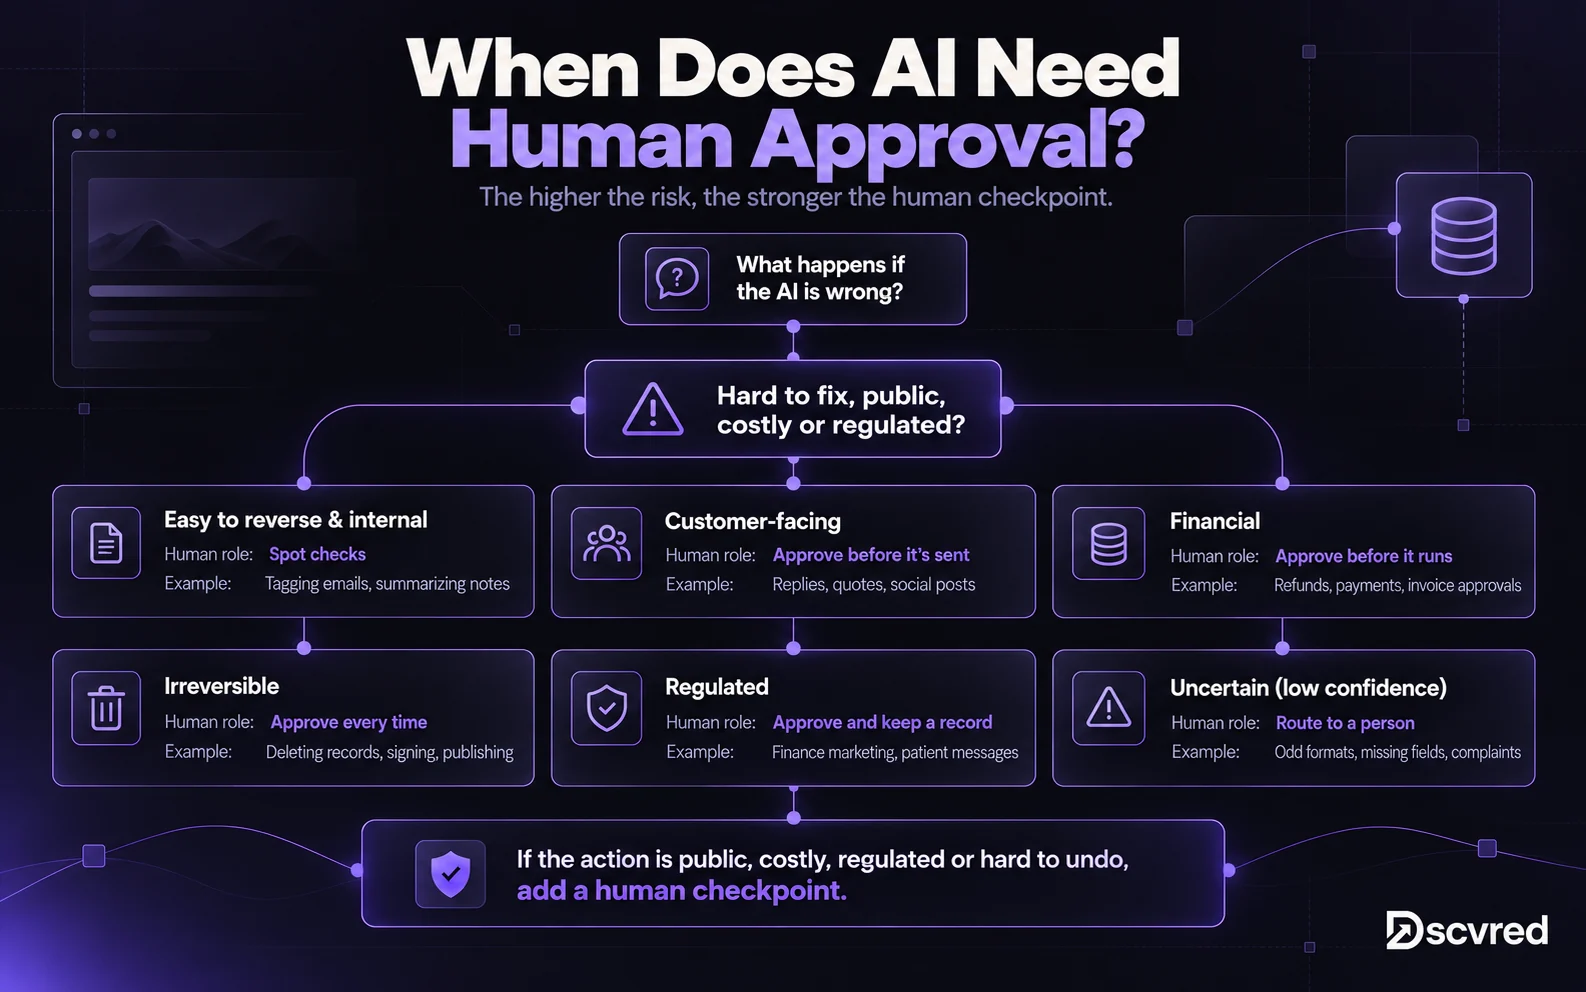 When Does AI Need
Human Approval?
The higher the risk, the stronger the human checkpoint.
What happens if
the AI is wrong?
Hard to fix, public,
costly or regulated?
Easy to reverse & internal
Human role: Spot checks
Example: Tagging emails, summarizing notes
Customer-facing
Human role: Approve before it's sent
Example: Replies, quotes, social posts
Financial
Human role: Approve before it runs
Example: Refunds, payments, invoice approvals
Irreversible
Human role: Approve every time
Example: Deleting records, signing, publishing
Regulated
Human role: Approve and keep a record
Example: Finance marketing, patient messages
Uncertain (low confidence)
Human role: Route to a person
Example: Odd formats, missing fields, complaints
If the action is public, costly, regulated or hard to undo,
add a human checkpoint.
Dscvred